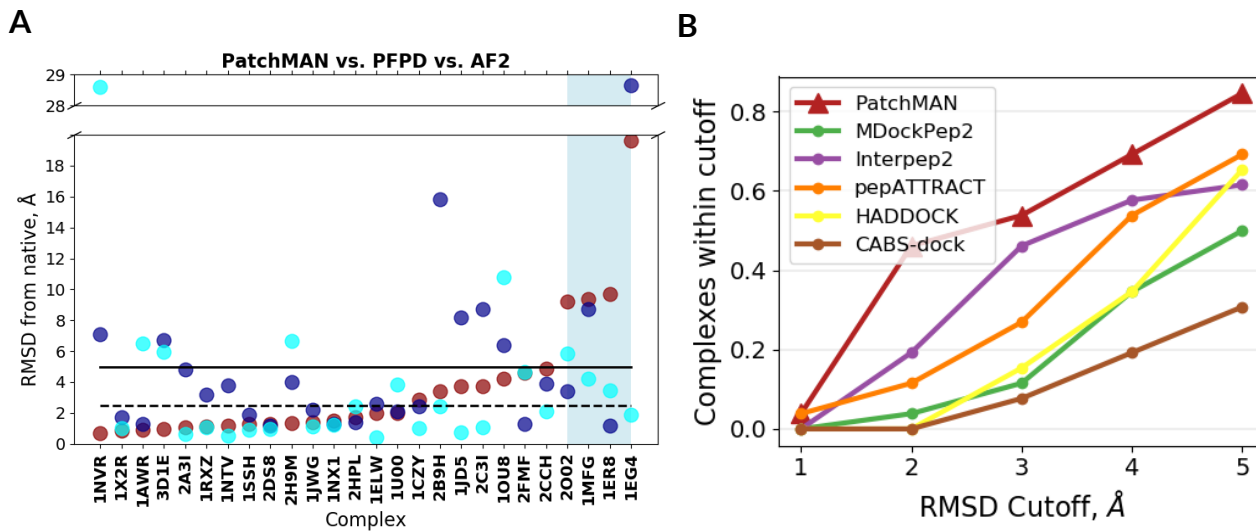 A
PatchMAN vs. PFPD vs. AF2
29
28
18
16
14
12
10
8
6
4
2
0
RMSD from native, Å
1NVR
1X2R
1AWR
3D1E
2A3I
1RXZ
1NTV
1SSH
2DS8
2H9M
1JWG
1NX1
2HPL
1ELW
1U00
1CZY
2B9H
1JD5
2C3I
1OU8
2FMF
2CCH
2O02
1MFG
1ER8
1EG4
Complex
B
PatchMAN
MDockPep2
Interpep2
pepATTRACT
HADDOCK
CABS-dock
0.8
0.6
0.4
0.2
0.0
Complexes within cutoff
1 2 3 4 5
RMSD Cutoff, Å